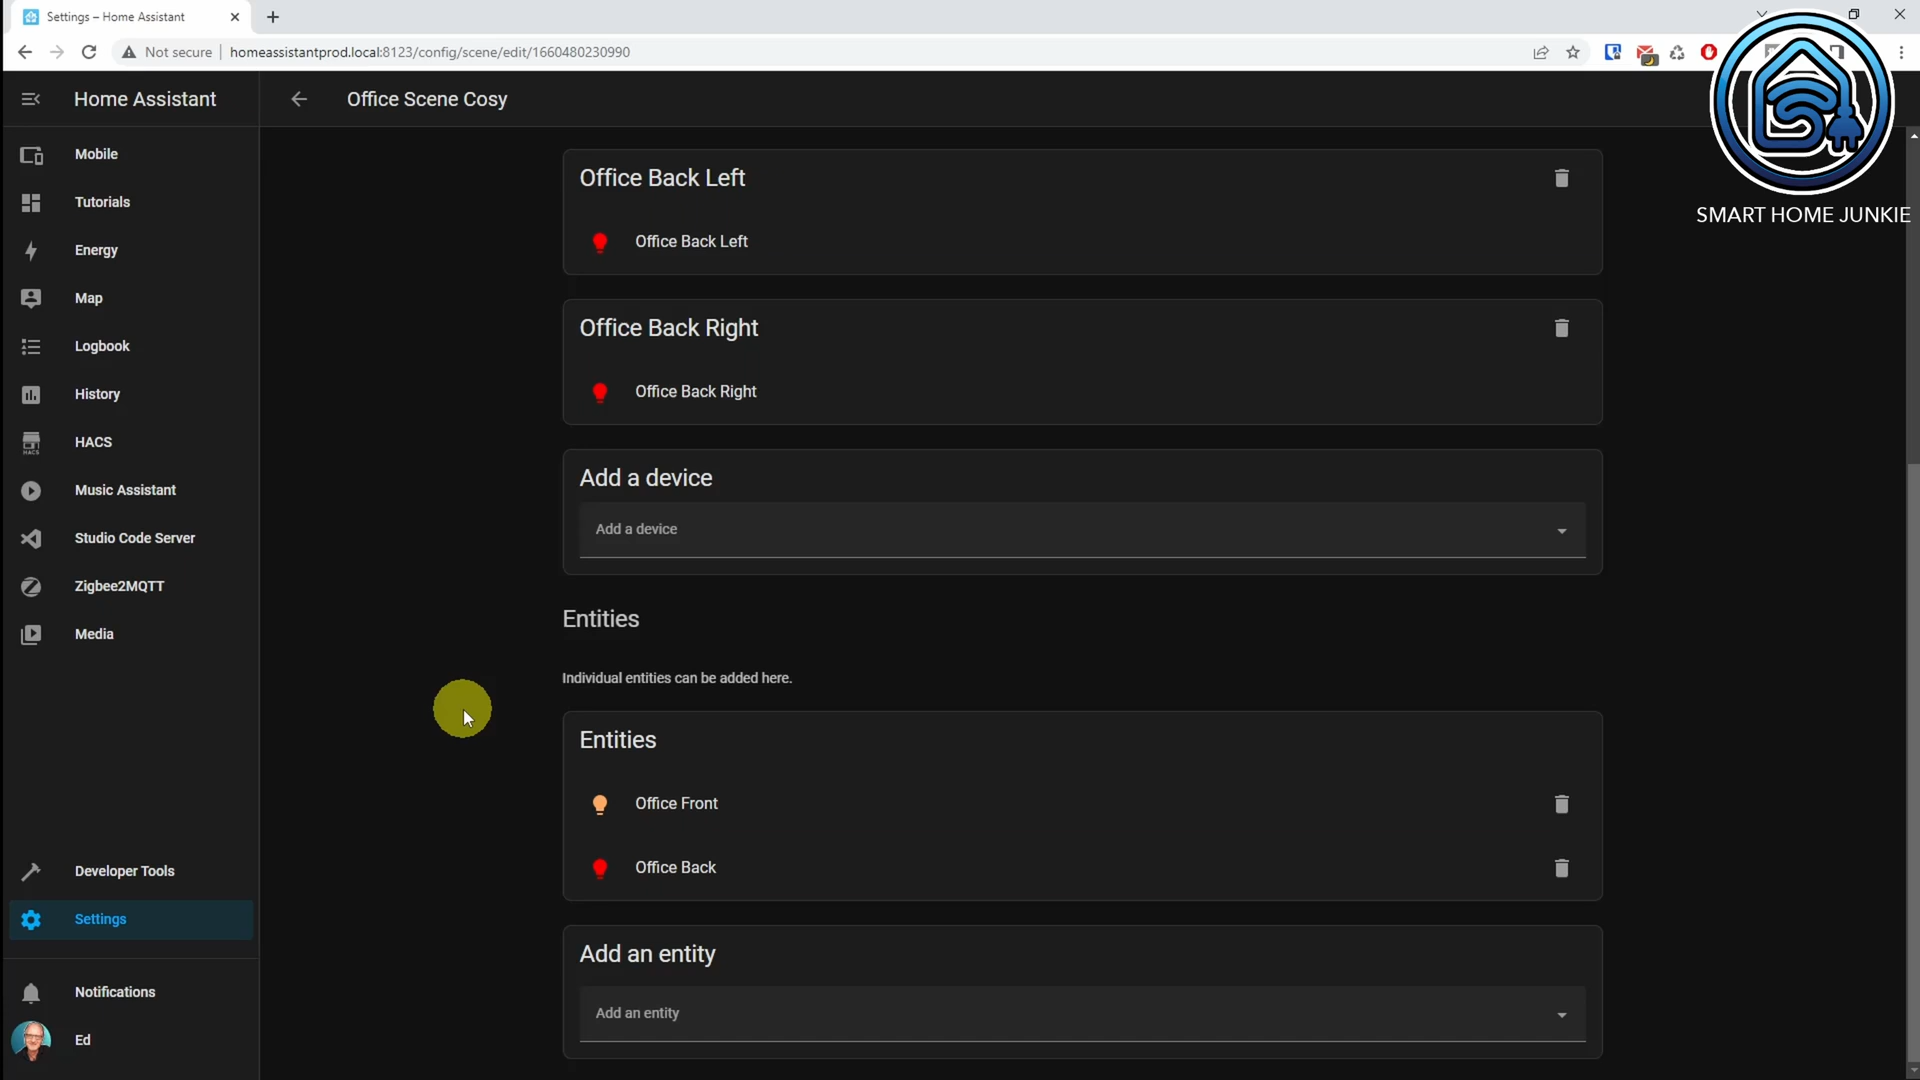 Settings – Home Assistant
Not secure
homeassistantprod.local:8123/config/scene/edit/1660480230990
Home Assistant
Office Scene Cosy
SMART HOME JUNKIE
Mobile
Tutorials
Energy
Map
Logbook
History
HACS
HACS
Music Assistant
Studio Code Server
Zigbee2MQTT
Media
Developer Tools
Settings
Notifications
Ed
Office Back Left
Office Back Left
Office Back Right
Office Back Right
Add a device
Add a device
Entities
Individual entities can be added here.
Entities
Office Front
Office Back
Add an entity
Add an entity